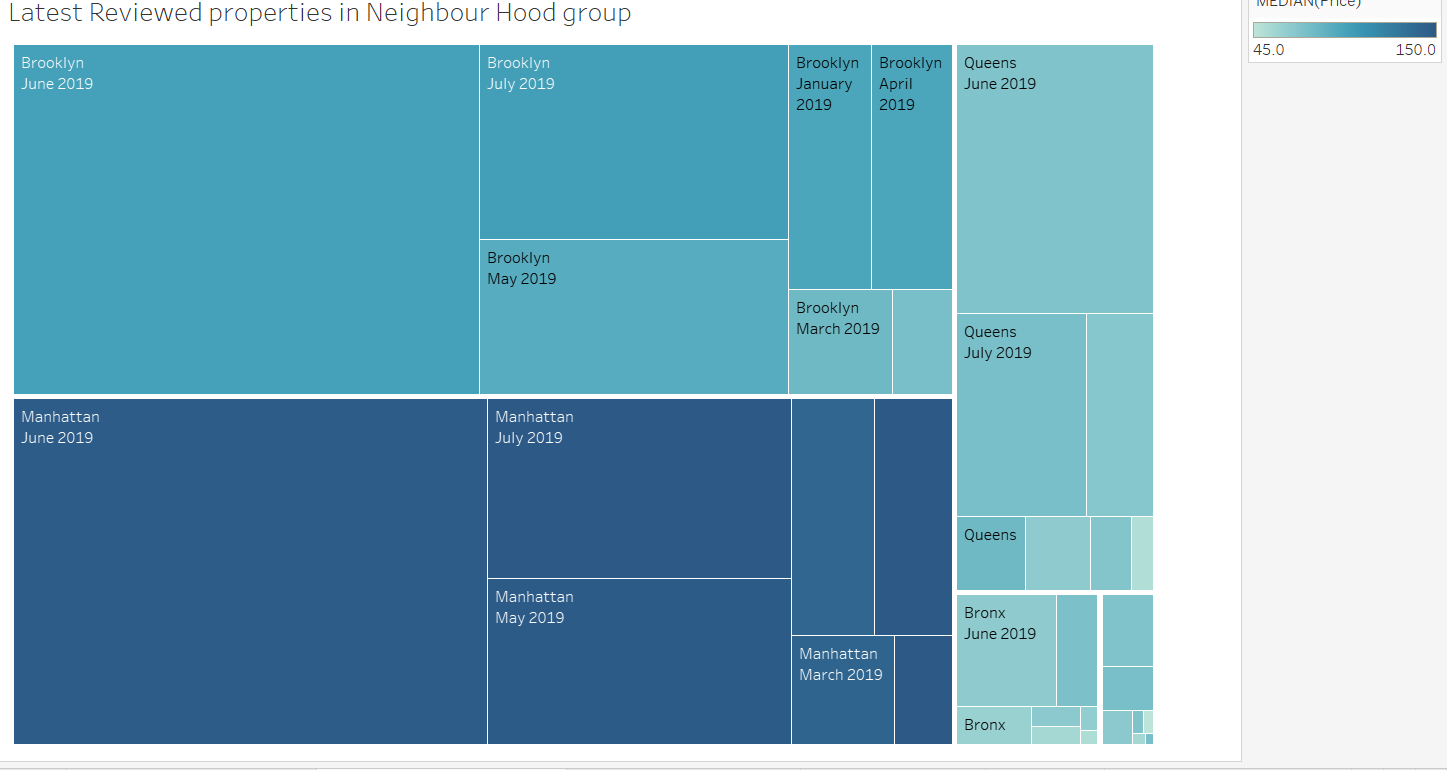 Latest Reviewed properties in Neighbour Hood group
MEDIAN(Price)
45.0 150.0
Brooklyn
June 2019
Brooklyn
July 2019
Brooklyn
January
2019
Brooklyn
April
2019
Queens
June 2019
Brooklyn
May 2019
Brooklyn
March 2019
Queens
July 2019
Manhattan
June 2019
Manhattan
July 2019
Queens
Manhattan
May 2019
Bronx
June 2019
Manhattan
March 2019
Bronx